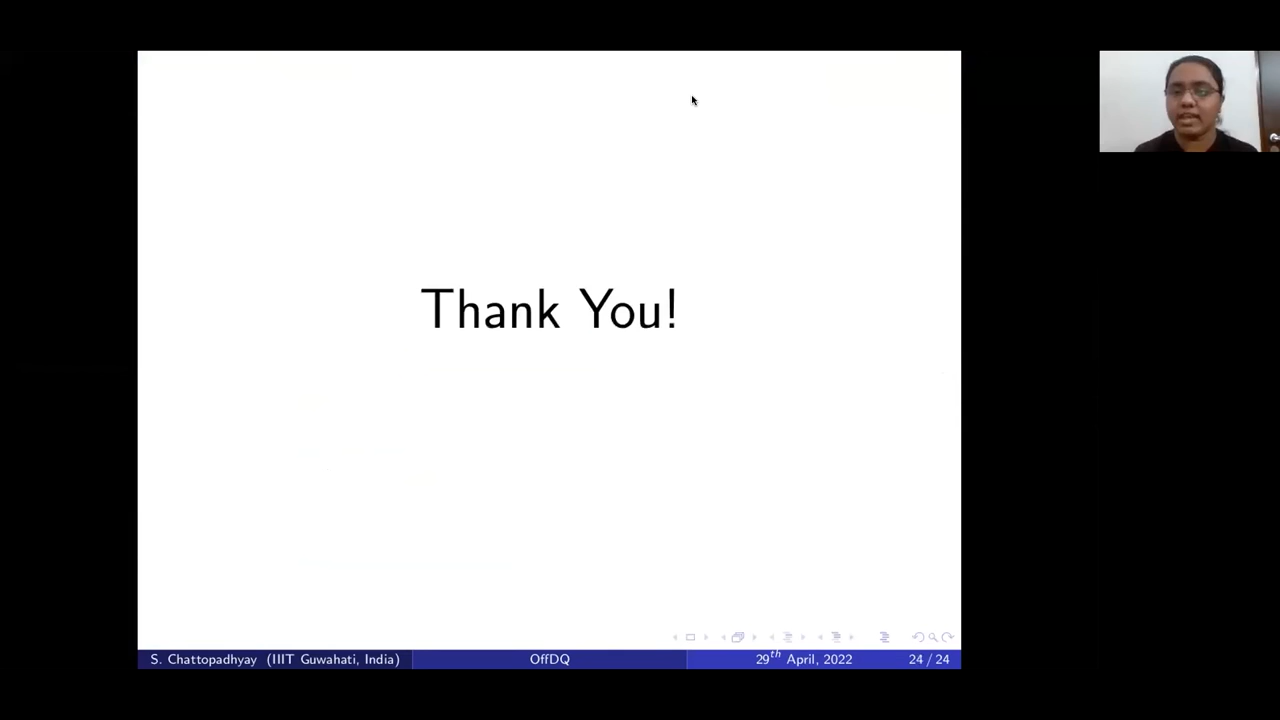 Thank You!
S. Chattopadhyay (IIIT Guwahati, India) OffDQ 29th April, 2022 24 / 24